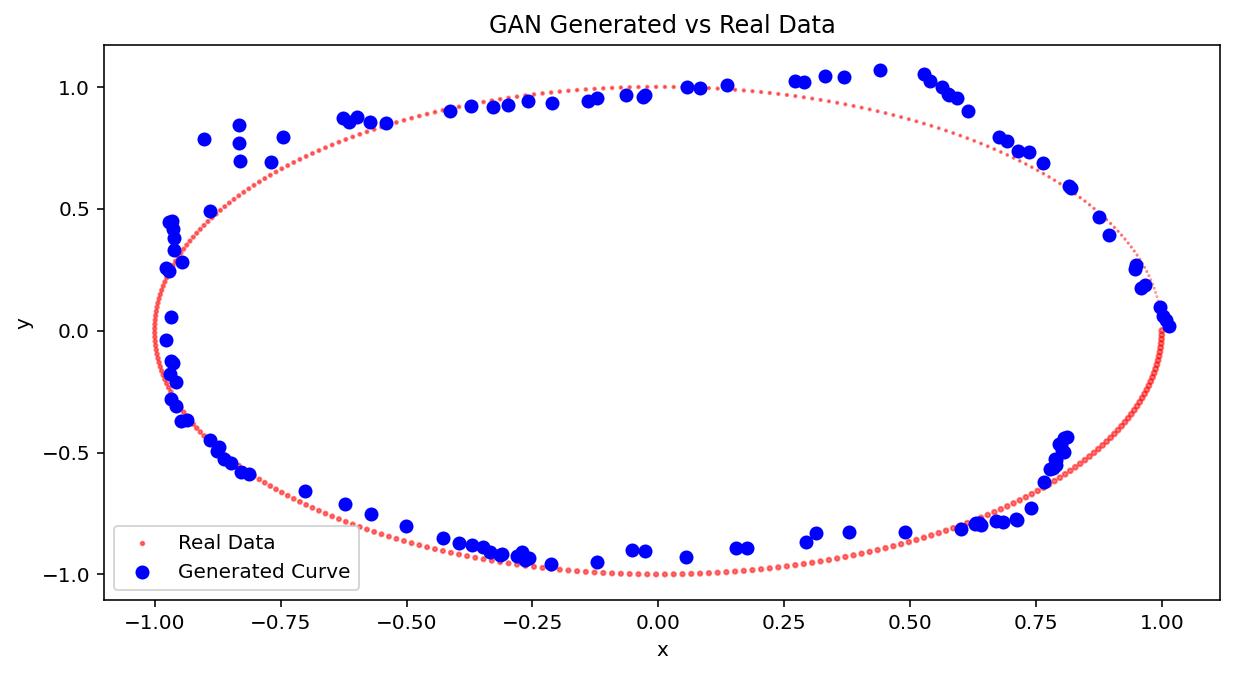 GAN Generated vs Real Data
1.0
0.5
0.0
−0.5
−1.0
y
Real Data
Generated Curve
−1.00 −0.75 −0.50 −0.25 0.00 0.25 0.50 0.75 1.00
x